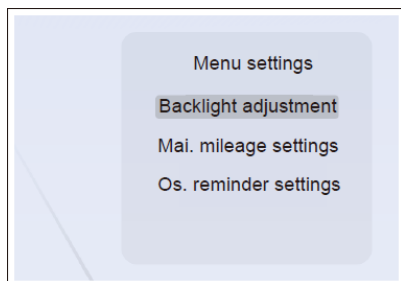 Menu settings
Backlight adjustment
Mai. mileage settings
Os. reminder settings